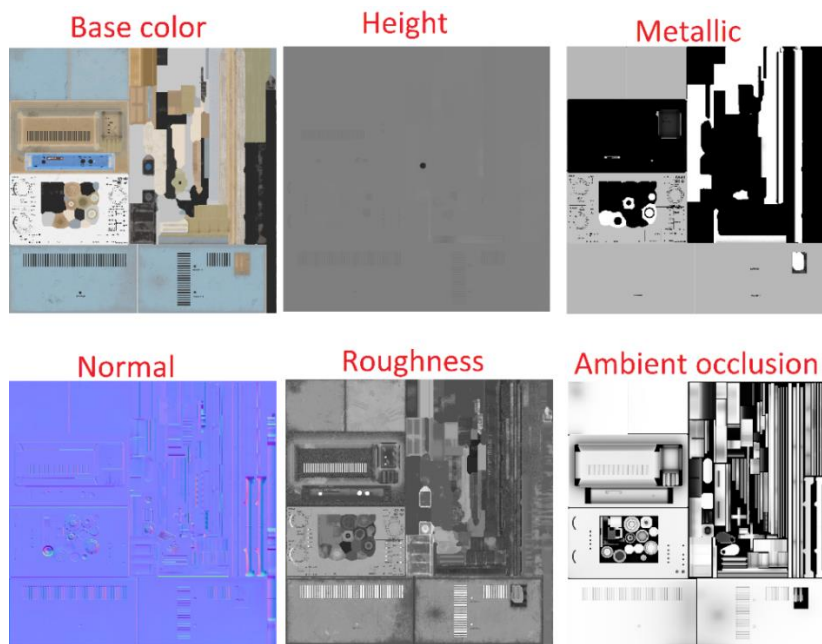 Base color
Height
Metallic
Normal
Roughness
Ambient occlusion